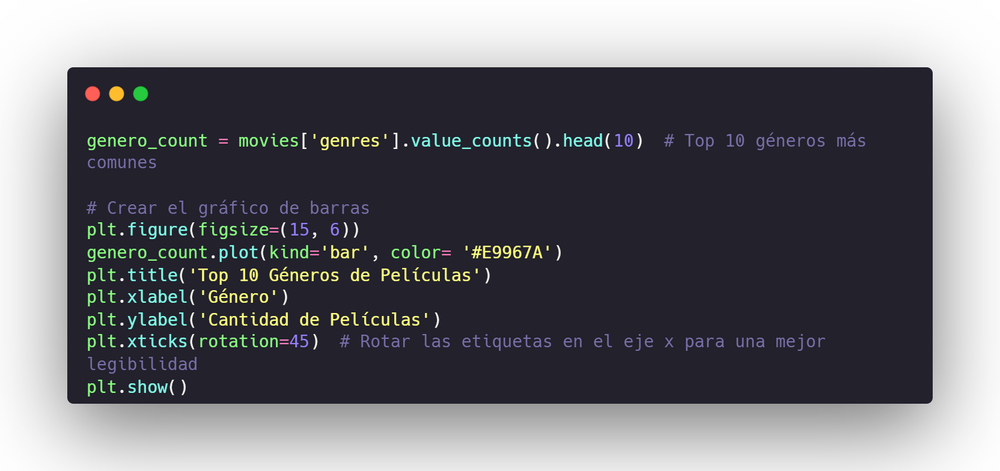 genero_count = movies['genres'].value_counts().head(10)  # Top 10 géneros más
comunes

# Crear el gráfico de barras
plt.figure(figsize=(15, 6))
genero_count.plot(kind='bar', color= '#E9967A')
plt.title('Top 10 Géneros de Películas')
plt.xlabel('Género')
plt.ylabel('Cantidad de Películas')
plt.xticks(rotation=45)  # Rotar las etiquetas en el eje x para una mejor
legibilidad
plt.show()